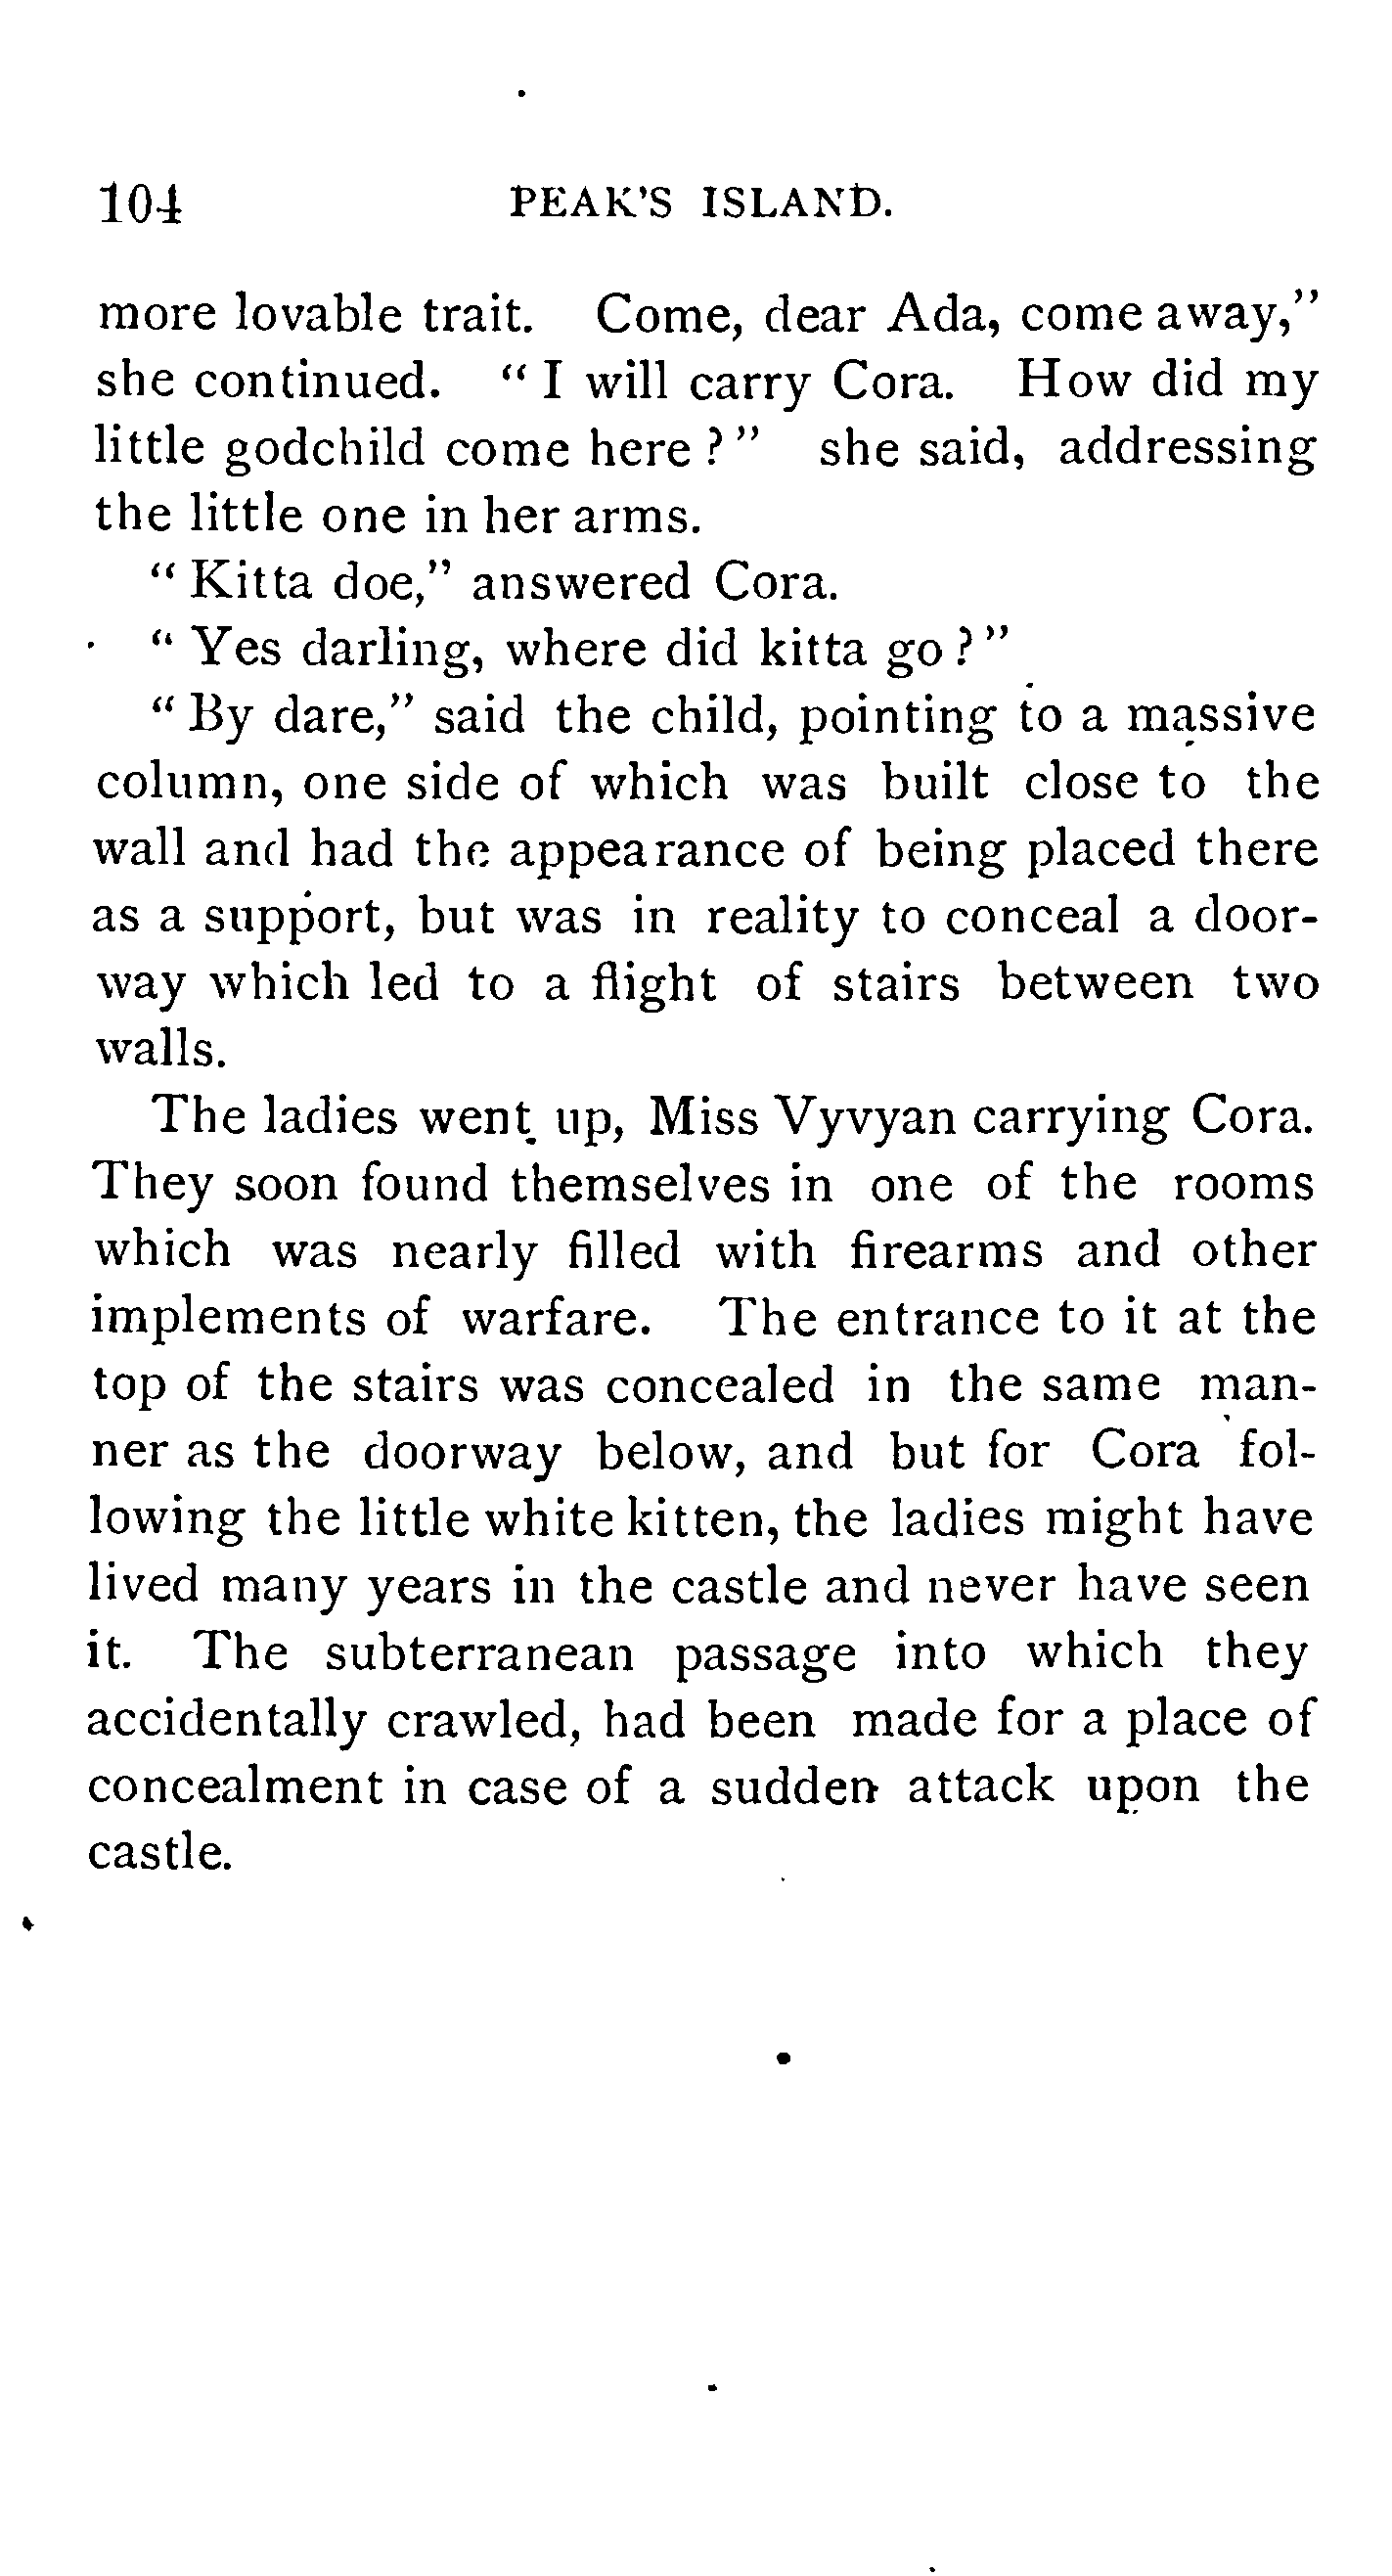 104 PEAK'S ISLAND.
more lovable trait. Come, dear Ada, come away,"
she continued. "I will carry Cora. How did my
little godchild come here?" she said, addressing
the little one in her arms.
"Kitta doe," answered Cora.
"Yes darling, where did kitta go?"
"By dare," said the child, pointing to a massive
column, one side of which was built close to the
wall and had the appearance of being placed there
as a support, but was in reality to conceal a door-
way which led to a flight of stairs between two
walls.
The ladies went up, Miss Vyvyan carrying Cora.
They soon found themselves in one of the rooms
which was nearly filled with firearms and other
implements of warfare. The entrance to it at the
top of the stairs was concealed in the same man-
ner as the doorway below, and but for Cora fol-
lowing the little white kitten, the ladies might have
lived many years in the castle and never have seen
it. The subterranean passage into which they
accidentally crawled, had been made for a place of
concealment in case of a sudden attack upon the
castle.